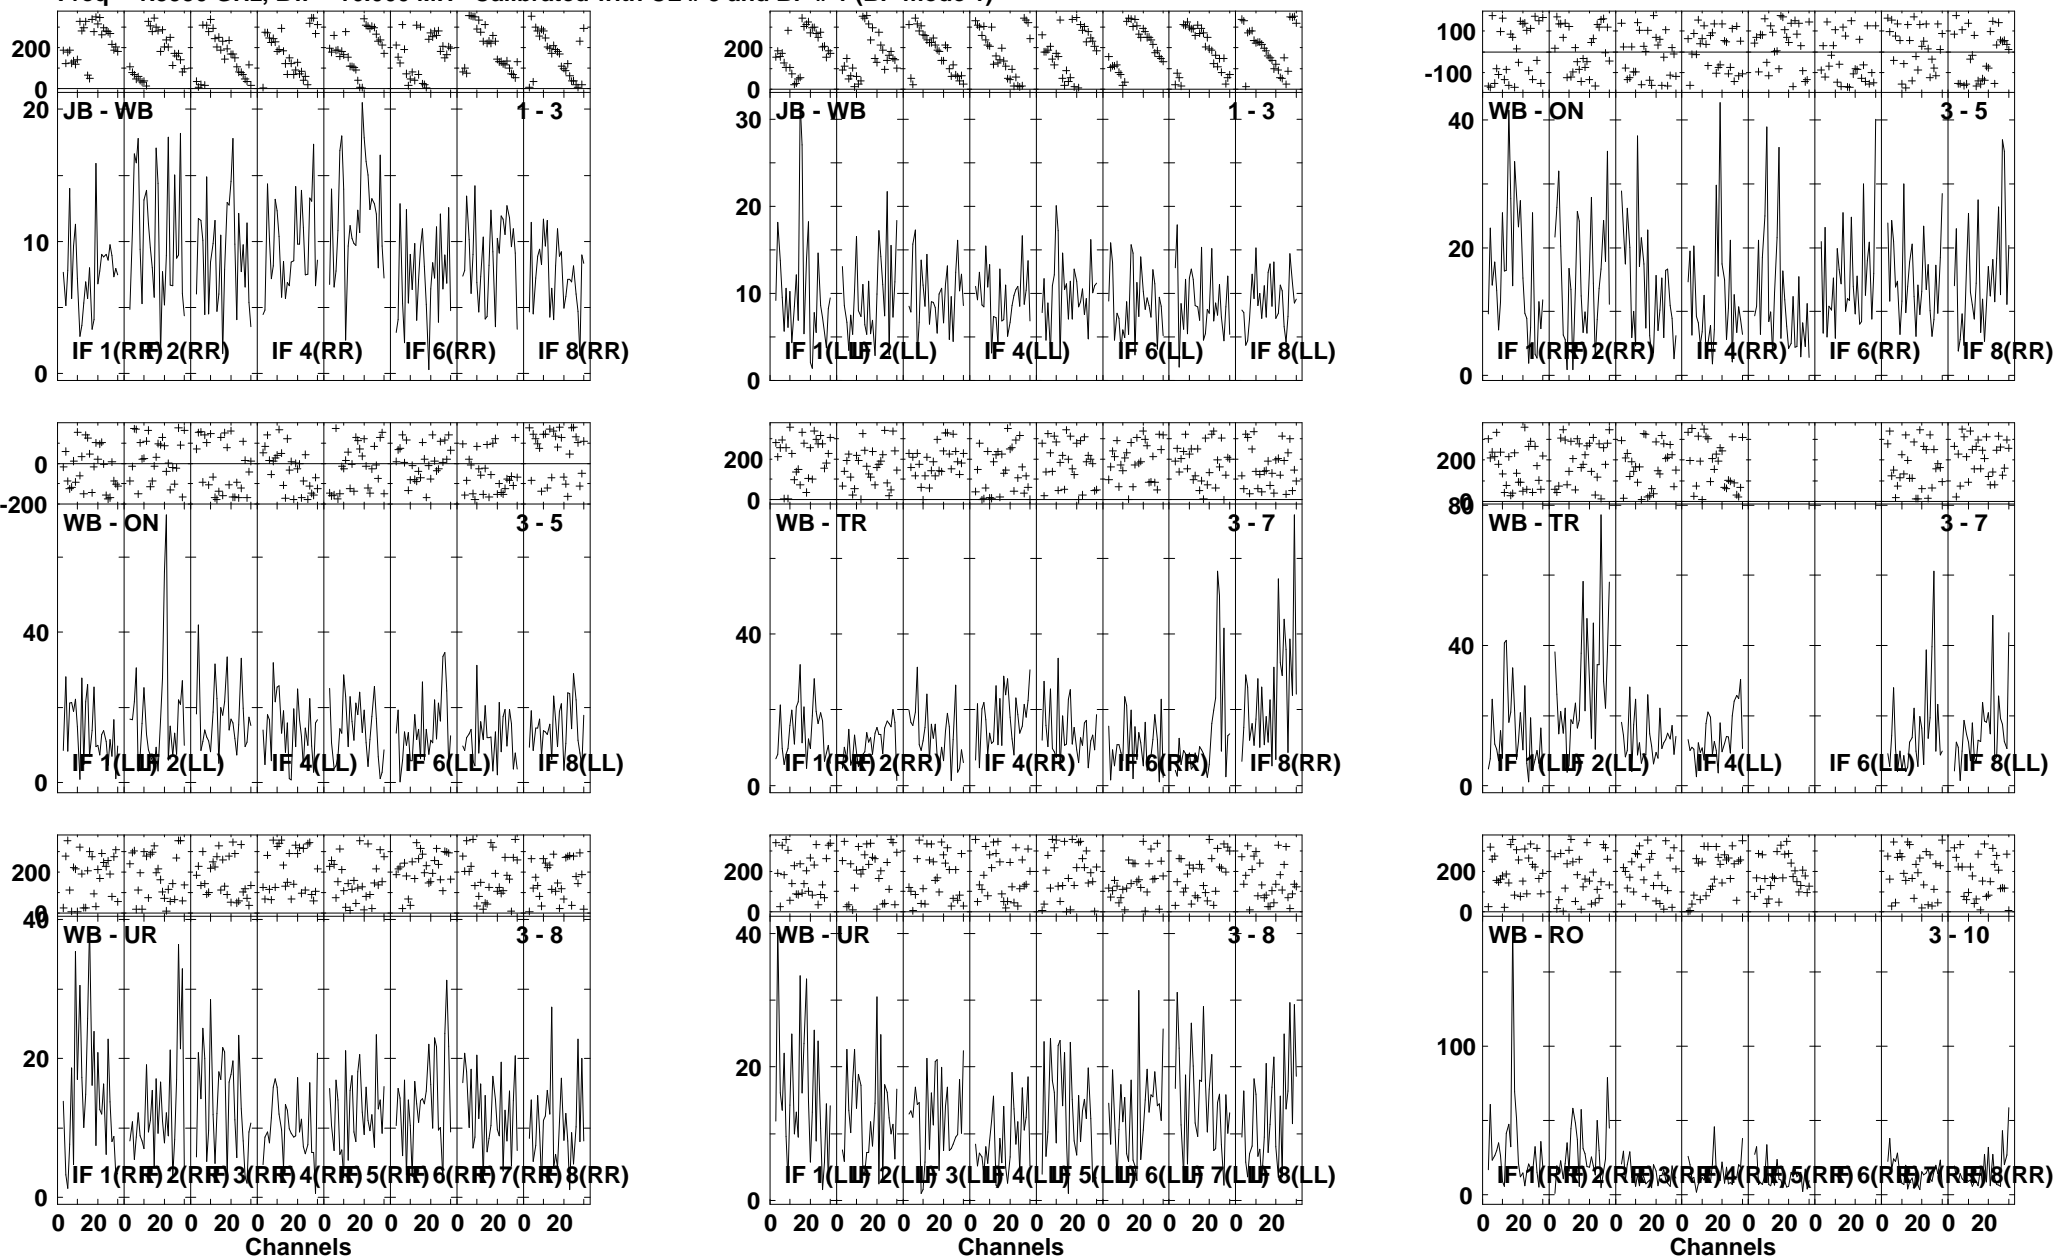 200
0
20
JB - WB
1 - 3
10
IF 1(RR) IF 2(RR) IF 4(RR) IF 6(RR) IF 8(RR)
0
200
0
30
JB - WB
1 - 3
20
10
IF 1(LL) IF 2(LL) IF 4(LL) IF 6(LL) IF 8(LL)
0
100
-100
40
WB - ON
3 - 5
20
IF 1(RR) IF 2(RR) IF 4(RR) IF 6(RR) IF 8(RR)
0
0
-200
WB - ON
3 - 5
40
IF 1(LL) IF 2(LL) IF 4(LL) IF 6(LL) IF 8(LL)
0
200
0
WB - TR
3 - 7
40
IF 1(RR) IF 2(RR) IF 4(RR) IF 6(RR) IF 8(RR)
0
200
0
80
WB - TR
3 - 7
40
IF 1(LL) IF 2(LL) IF 4(LL) IF 6(LL) IF 8(LL)
0
200
0
40
WB - UR
3 - 8
20
IF 1(RR) IF 2(RR) IF 3(RR) IF 4(RR) IF 5(RR) IF 6(RR) IF 7(RR) IF 8(RR)
0
0 20 0 20 0 20 0 20 0 20 0 20 0 20 0 20
Channels
200
0
40
WB - UR
3 - 8
20
IF 1(LL) IF 2(LL) IF 3(LL) IF 4(LL) IF 5(LL) IF 6(LL) IF 7(LL) IF 8(LL)
0
0 20 0 20 0 20 0 20 0 20 0 20 0 20 0 20
Channels
200
0
WB - RO
3 - 10
100
IF 1(RR) IF 2(RR) IF 3(RR) IF 4(RR) IF 5(RR) IF 6(RR) IF 7(RR) IF 8(RR)
0
0 20 0 20 0 20 0 20 0 20 0 20 0 20 0 20
Channels